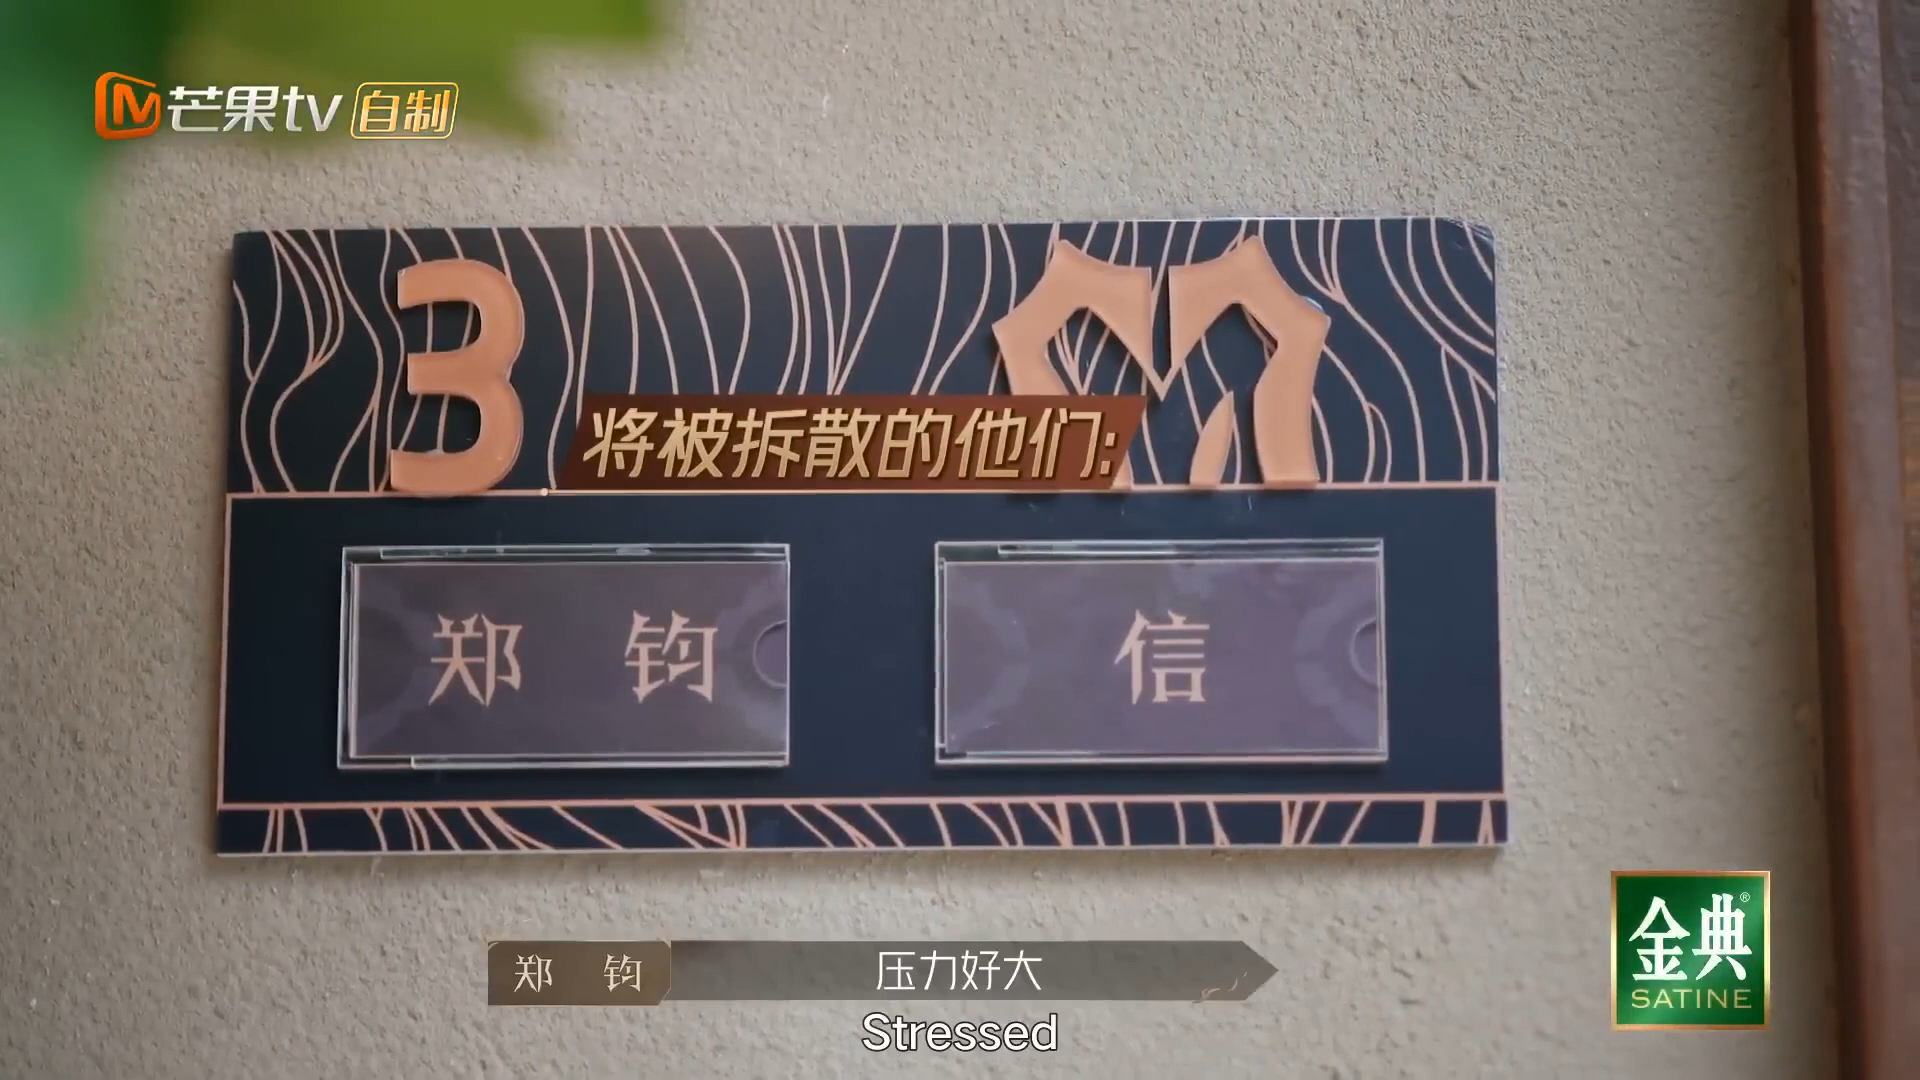 芒果tv 自制
3
将被拆散的他们:
郑 钧
信
郑 钧
压力好大
Stressed
金典®
SATINE